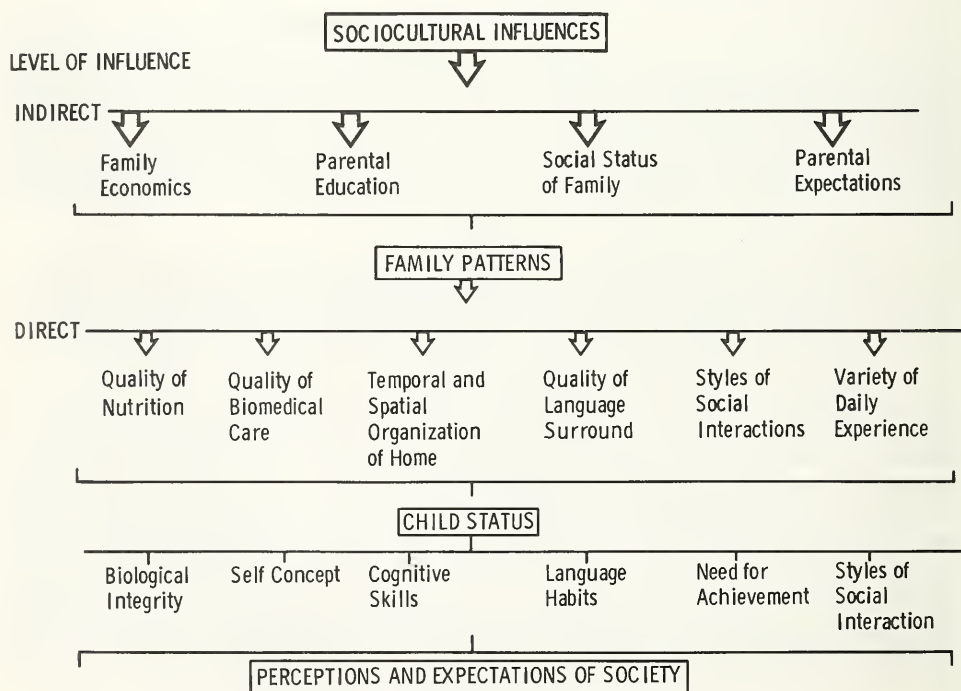 SOCIOCULTURAL INFLUENCES
LEVEL OF INFLUENCE
INDIRECT
Family
Economics
Parental
Education
Social Status
of Family
Parental
Expectations
FAMILY PATTERNS
DIRECT
Quality of
Nutrition
Quality of
Biomedical
Care
Temporal and
Spatial
Organization
of Home
Quality of
Language
Surround
Styles of
Social
Interactions
Variety of
Daily
Experience
CHILD STATUS
Biological
Integrity
Self Concept
Cognitive
Skills
Language
Habits
Need for
Achievement
Styles of
Social
Interaction
PERCEPTIONS AND EXPECTATIONS OF SOCIETY